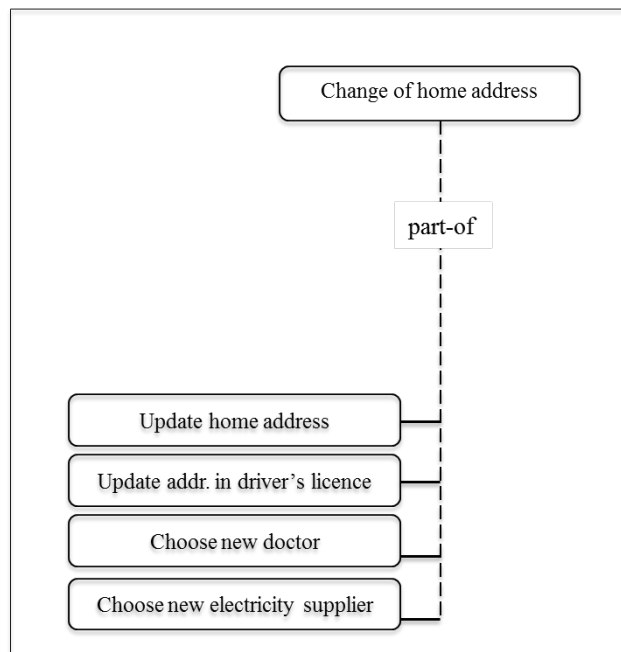 Change of home address
part-of
Update home address
Update addr. in driver’s licence
Choose new doctor
Choose new electricity supplier